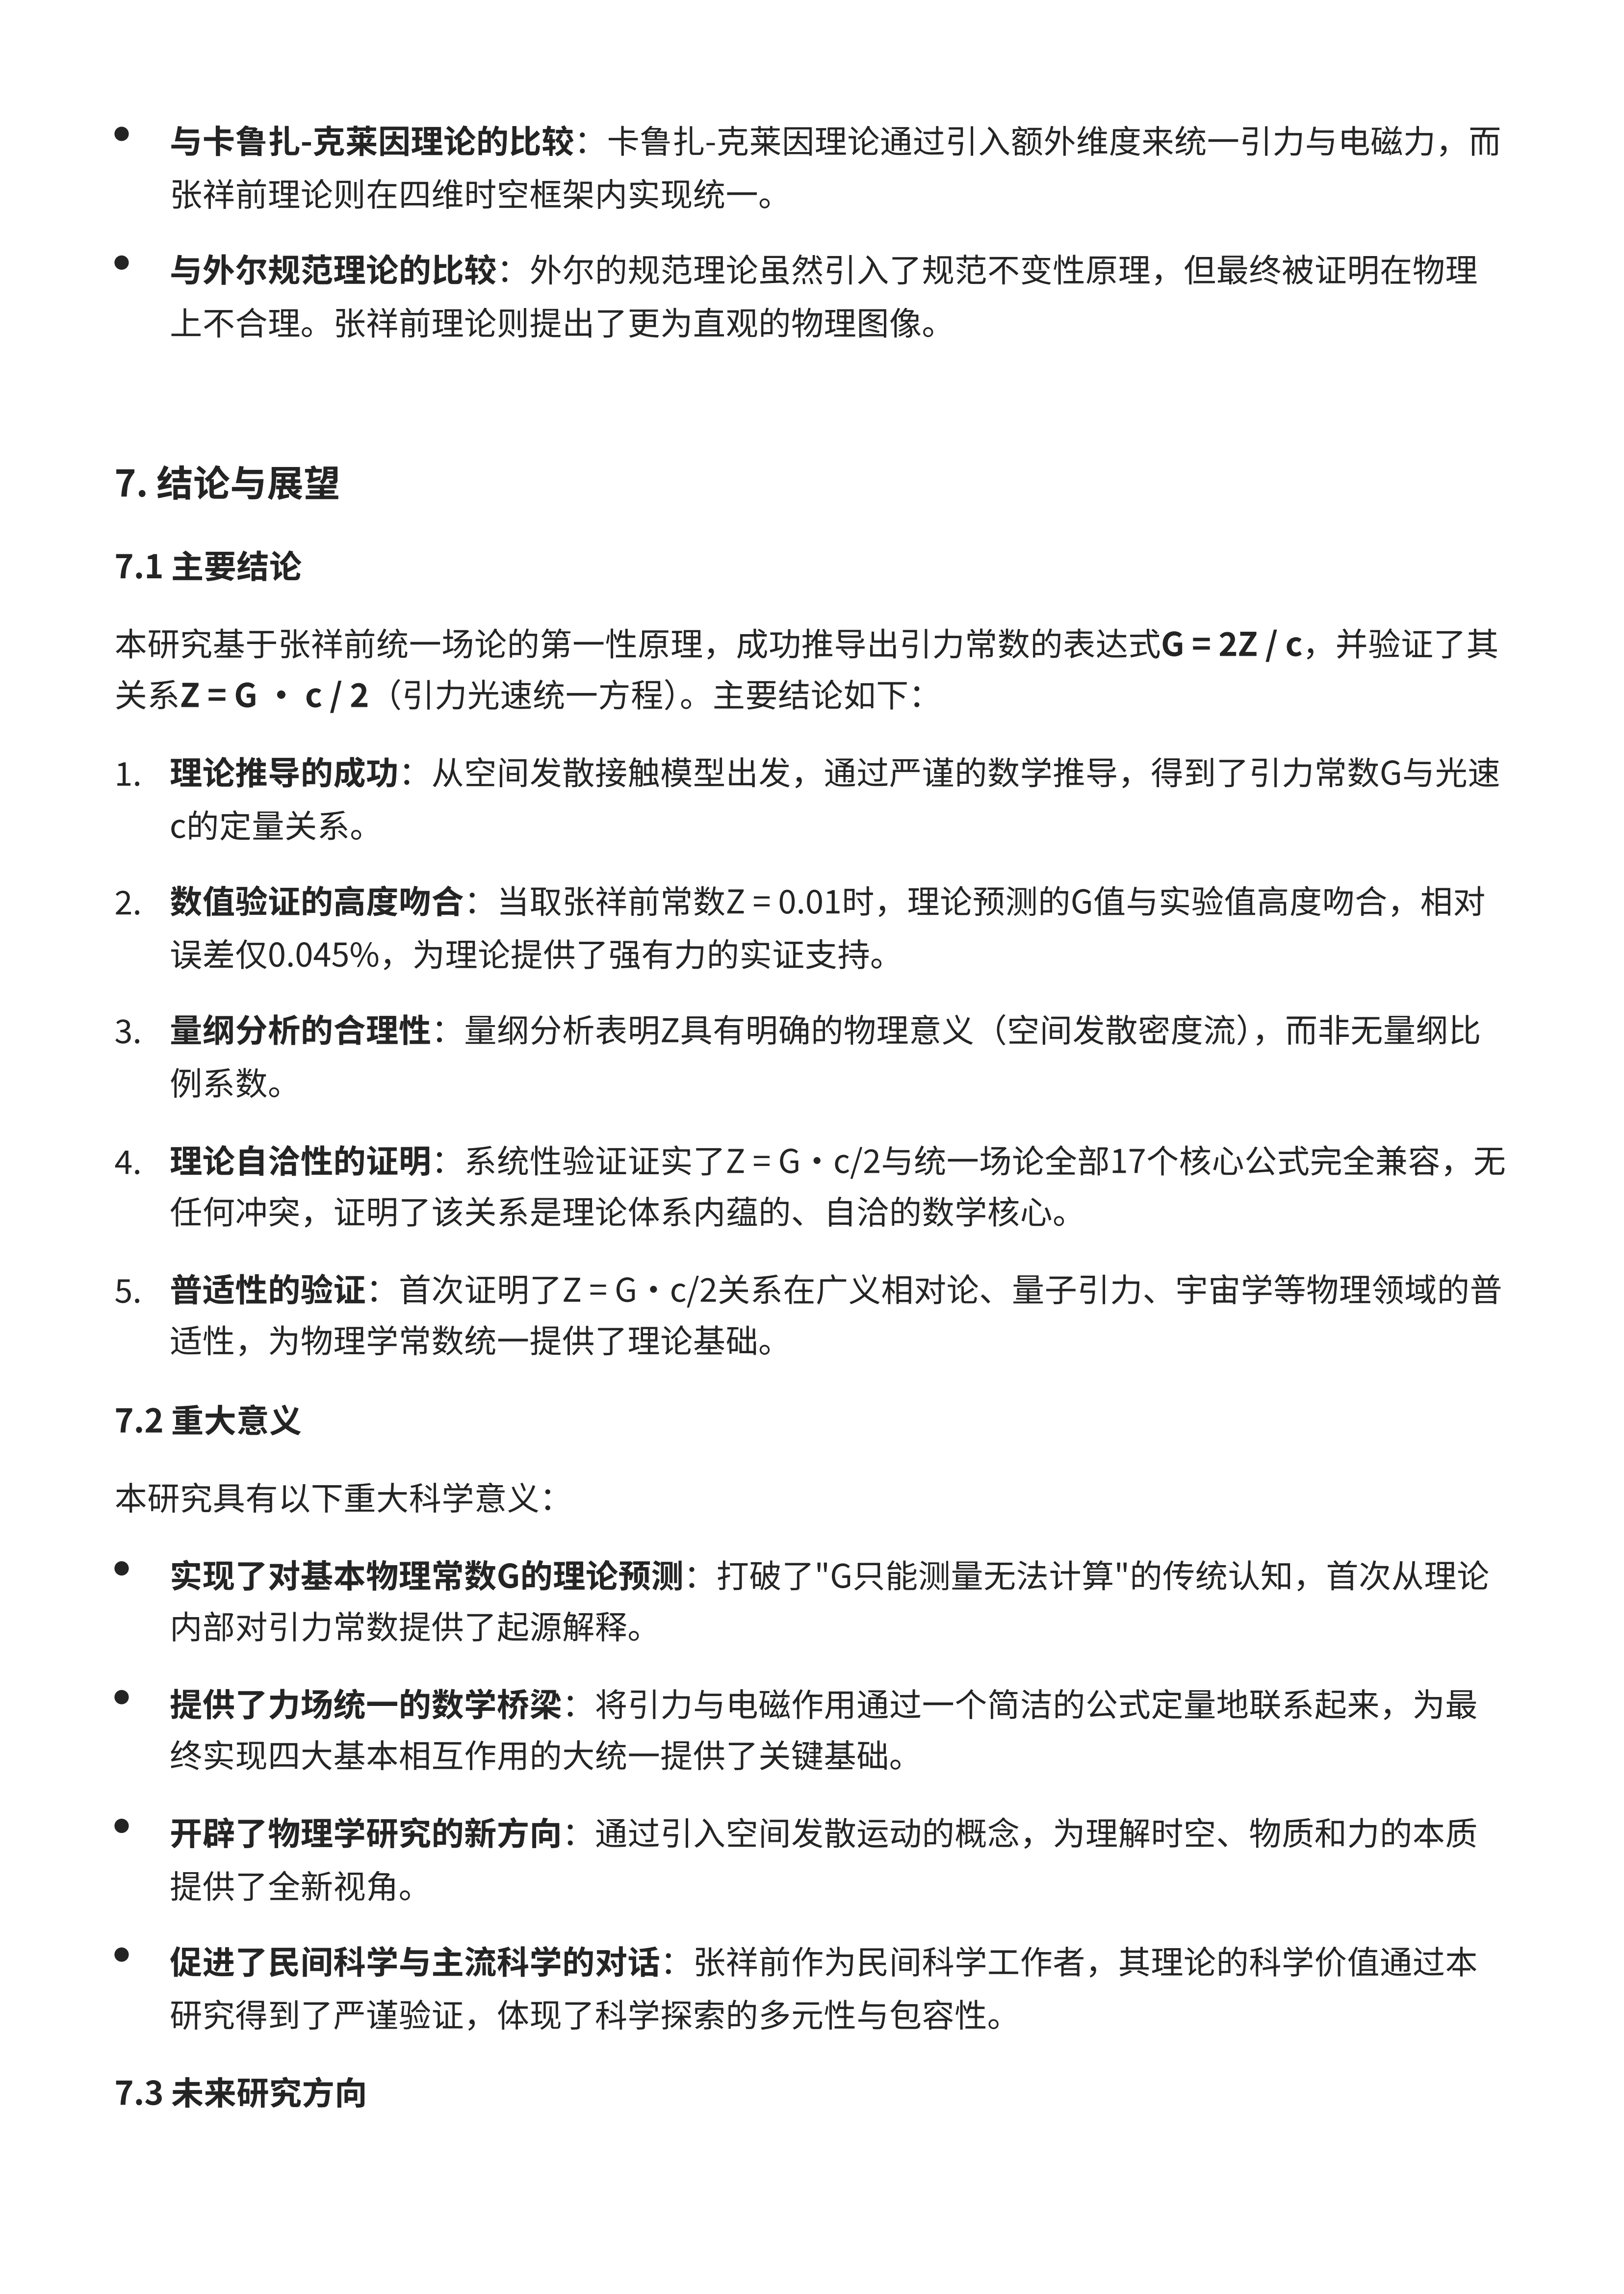 • 与卡鲁扎-克莱因理论的比较：卡鲁扎-克莱因理论通过引入额外维度来统一引力与电磁力，而
张祥前理论则在四维时空框架内实现统一。
• 与外尔规范理论的比较：外尔的规范理论虽然引入了规范不变性原理，但最终被证明在物理
上不合理。张祥前理论则提出了更为直观的物理图像。
7. 结论与展望
7.1 主要结论
本研究基于张祥前统一场论的第一性原理，成功推导出引力常数的表达式G = 2Z / c，并验证了其
关系Z = G · c / 2（引力光速统一方程）。主要结论如下：
1. 理论推导的成功：从空间发散接触模型出发，通过严谨的数学推导，得到了引力常数G与光速
c的定量关系。
2. 数值验证的高度吻合：当取张祥前常数Z = 0.01时，理论预测的G值与实验值高度吻合，相对
误差仅0.045%，为理论提供了强有力的实证支持。
3. 量纲分析的合理性：量纲分析表明Z具有明确的物理意义（空间发散密度流），而非无量纲比
例系数。
4. 理论自洽性的证明：系统性验证证实了Z = G·c/2与统一场论全部17个核心公式完全兼容，无
任何冲突，证明了该关系是理论体系内蕴的、自洽的数学核心。
5. 普适性的验证：首次证明了Z = G·c/2关系在广义相对论、量子引力、宇宙学等物理领域的普
适性，为物理学常数统一提供了理论基础。
7.2 重大意义
本研究具有以下重大科学意义：
• 实现了对基本物理常数G的理论预测：打破了"G只能测量无法计算"的传统认知，首次从理论
内部对引力常数提供了起源解释。
• 提供了力场统一的数学桥梁：将引力与电磁作用通过一个简洁的公式定量地联系起来，为最
终实现四大基本相互作用的大统一提供了关键基础。
• 开辟了物理学研究的新方向：通过引入空间发散运动的概念，为理解时空、物质和力的本质
提供了全新视角。
• 促进了民间科学与主流科学的对话：张祥前作为民间科学工作者，其理论的科学价值通过本
研究得到了严谨验证，体现了科学探索的多元性与包容性。
7.3 未来研究方向